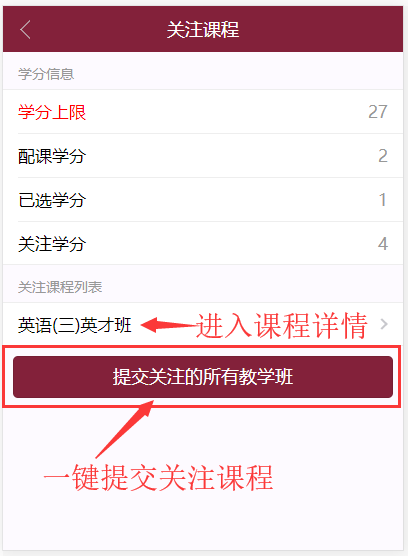 关注课程
学分信息
学分上限 27
配课学分 2
已选学分 1
关注学分 4
关注课程列表
英语(三)英才班 进入课程详情
提交关注的所有教学班
一键提交关注课程